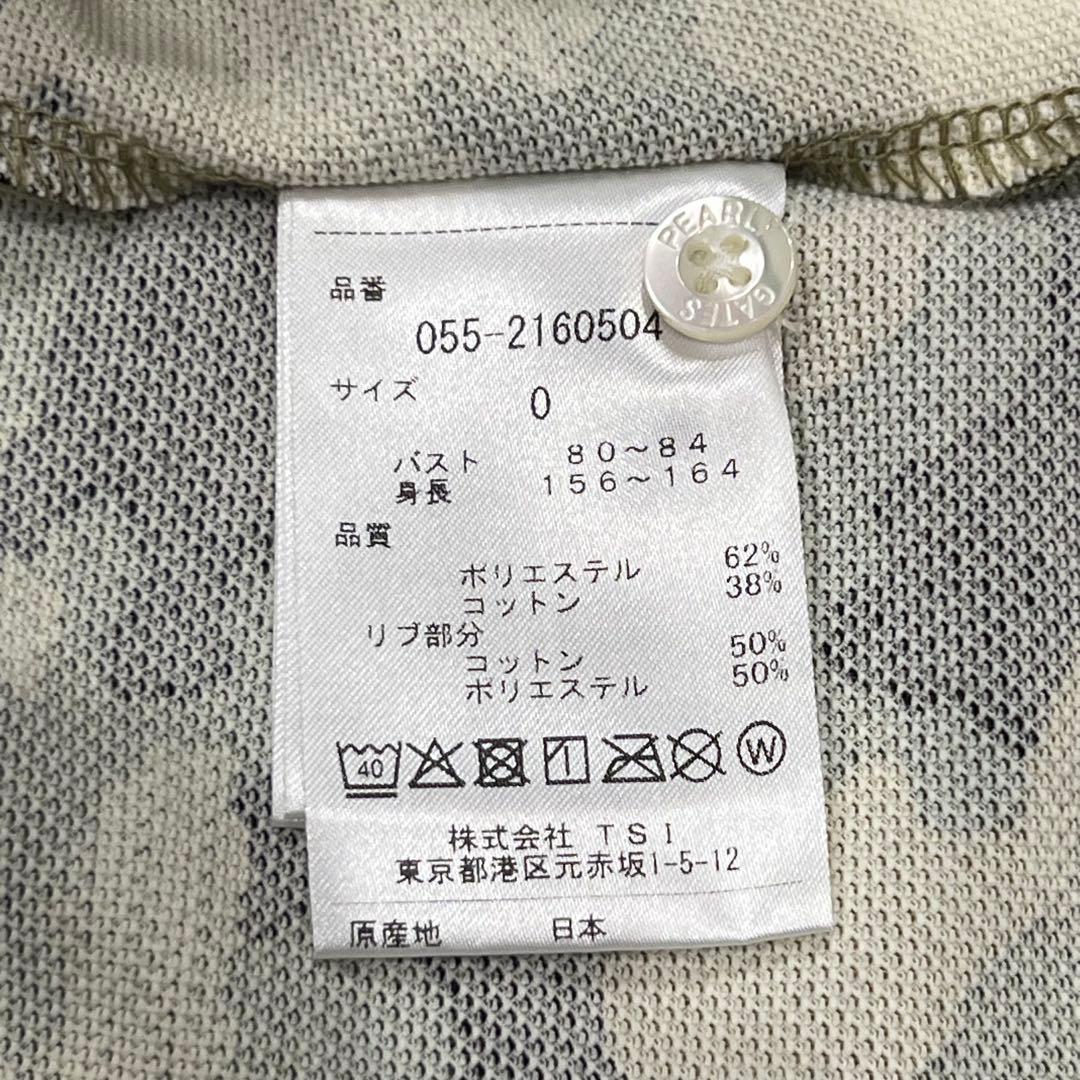 PEARLY
GATES
品番
055-2160504
サイズ 0
バスト 80～84
身長 156～164
品質
ポリエステル 62%
コットン 38%
リブ部分
コットン 50%
ポリエステル 50%
40 1 W
株式会社 TSI
東京都港区元赤坂1-5-12
原産地 日本